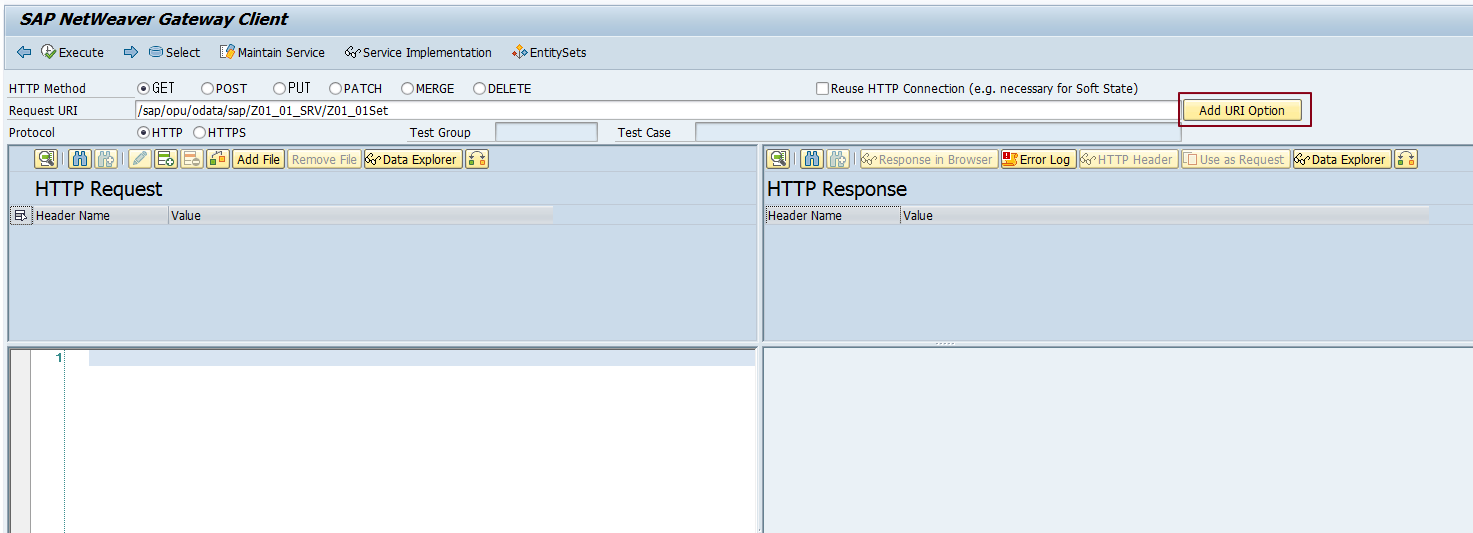 SAP NetWeaver Gateway Client
Execute Select Maintain Service Service Implementation EntitySets
HTTP Method GET POST PUT PATCH MERGE DELETE Reuse HTTP Connection (e.g. necessary for Soft State)
Request URI /sap/opu/odata/sap/Z01_01_SRV/Z01_01Set Add URI Option
Protocol HTTP HTTPS Test Group Test Case
Add File Remove File Data Explorer Response in Browser Error Log HTTP Header Use as Request Data Explorer
HTTP Request HTTP Response
Header Name Value Header Name Value
1